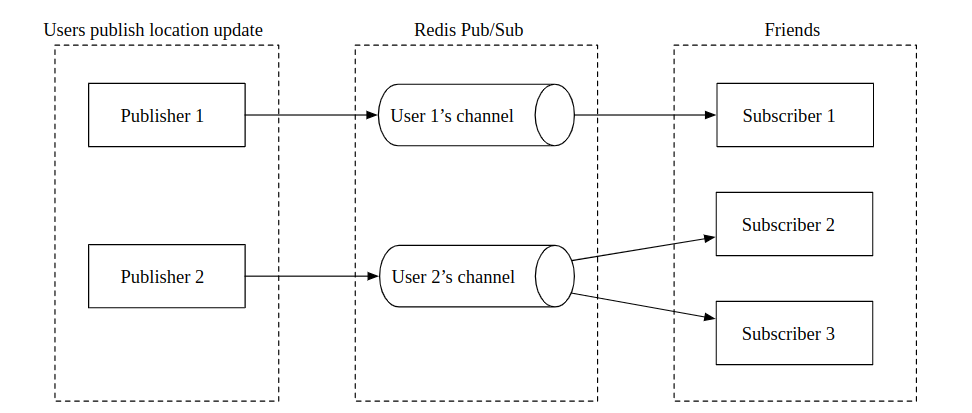 Users publish location update
Redis Pub/Sub
Friends
Publisher 1
User 1’s channel
Subscriber 1
Subscriber 2
Publisher 2
User 2’s channel
Subscriber 3